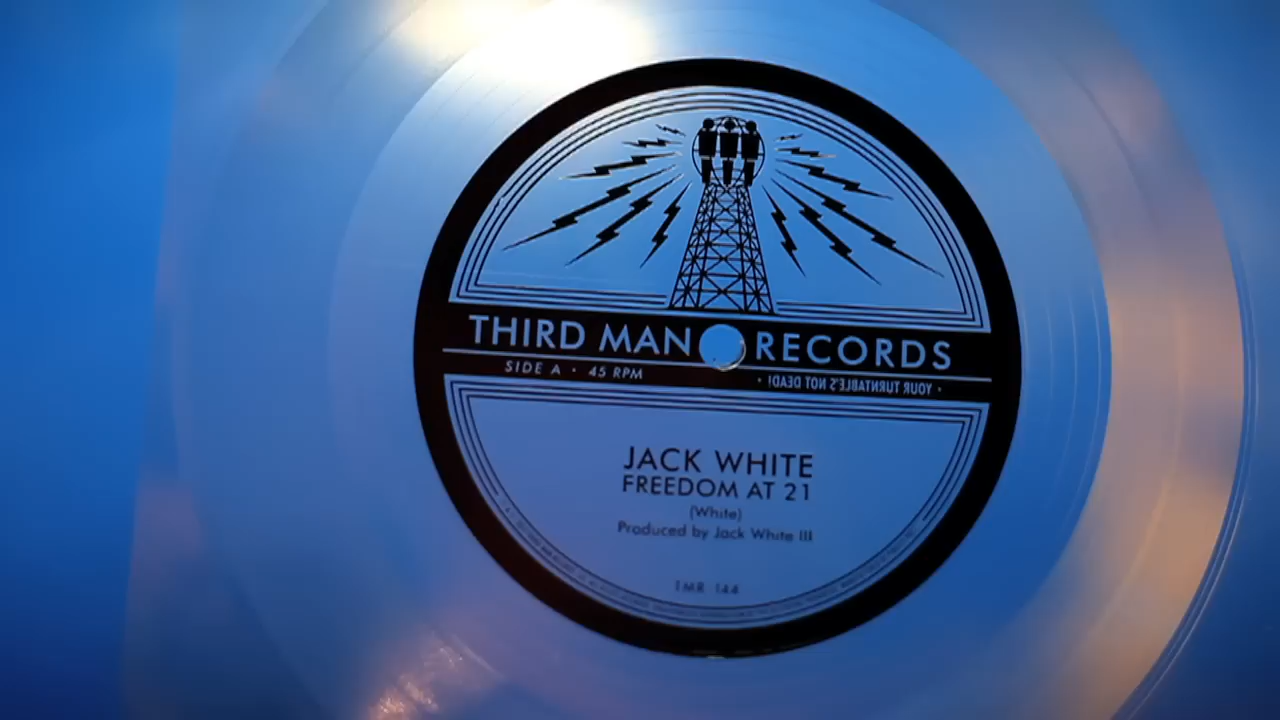 THIRD MAN RECORDS
SIDE A · 45 RPM
· YOUR TURNTABLE'S NOT DEAD! ·
JACK WHITE
FREEDOM AT 21
(White)
Produced by Jack White III
TMR 144